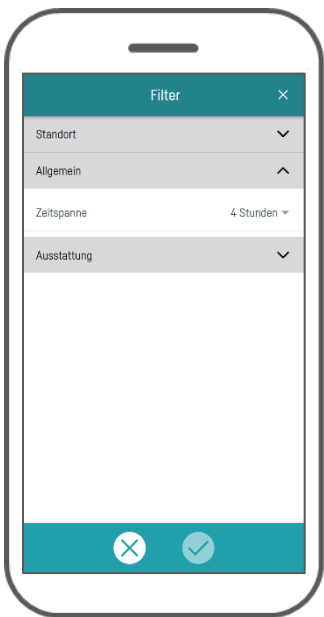 Filter
Standort
Allgemein
Zeitspanne 4 Stunden
Ausstattung